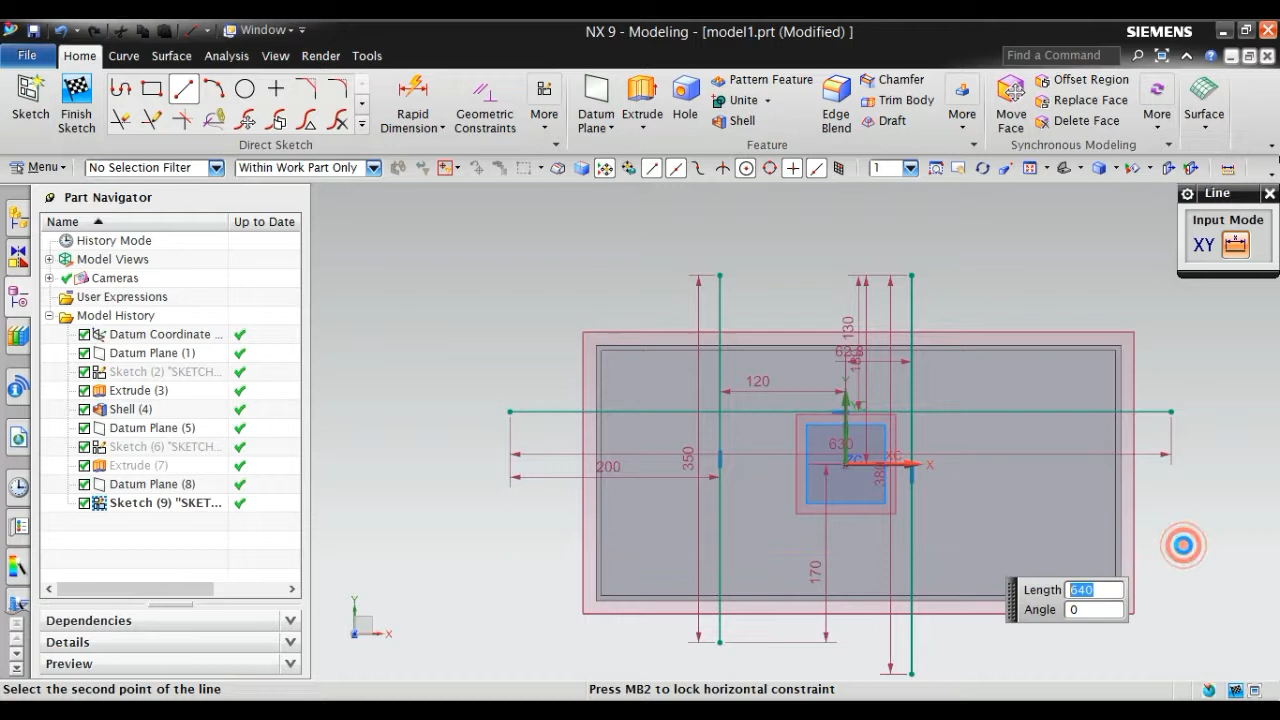 Window
NX 9 - Modeling - [model1.prt (Modified) ]
SIEMENS
File
Home
Curve
Surface
Analysis
View
Render
Tools
Find a Command
Sketch
Finish Sketch
Direct Sketch
Rapid Dimension
Geometric Constraints
More
Datum Plane
Extrude
Hole
Pattern Feature
Unite
Shell
Edge Blend
Chamfer
Trim Body
Draft
More
Feature
Move Face
Offset Region
Replace Face
Delete Face
More
Synchronous Modeling
Surface
Menu
No Selection Filter
Within Work Part Only
1
Part Navigator
Name
Up to Date
History Mode
Model Views
Cameras
User Expressions
Model History
Datum Coordinate ...
Datum Plane (1)
Sketch (2) "SKETCH...
Extrude (3)
Shell (4)
Datum Plane (5)
Sketch (6) "SKETCH...
Extrude (7)
Datum Plane (8)
Sketch (9) "SKET...
Dependencies
Details
Preview
Line
Input Mode
XY
130
120
350
630
200
380
170
YC
XC
ZC
X
Y
Y
X
Length 640
Angle 0
Select the second point of the line
Press MB2 to lock horizontal constraint